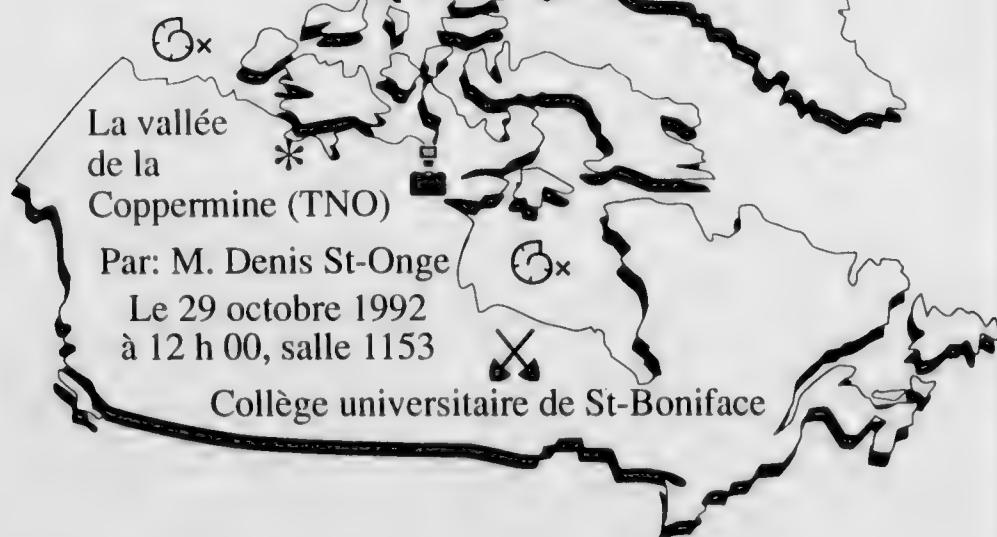 La vallée
de la
Coppermine (TNO)
Par: M. Denis St-Onge
Le 29 octobre 1992
à 12 h 00, salle 1153
Collège universitaire de St-Boniface